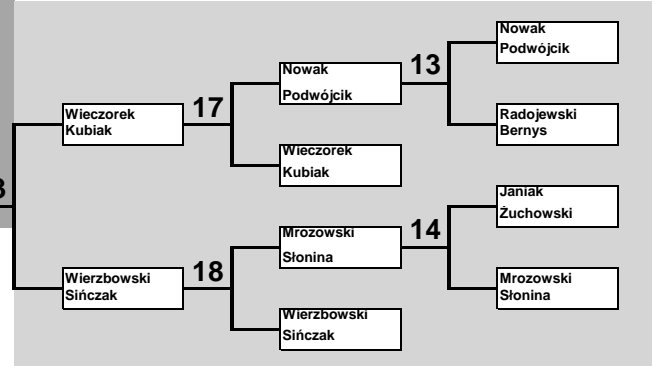 Nowak
Podwójcik
13
Nowak
Podwójcik
Radojewski
Bernys
17
Wieczorek
Kubiak
Wieczorek
Kubiak
Janiak
Żuchowski
14
Mrozowski
Słonina
Mrozowski
Słonina
18
Wierzbowski
Sińczak
Wierzbowski
Sińczak